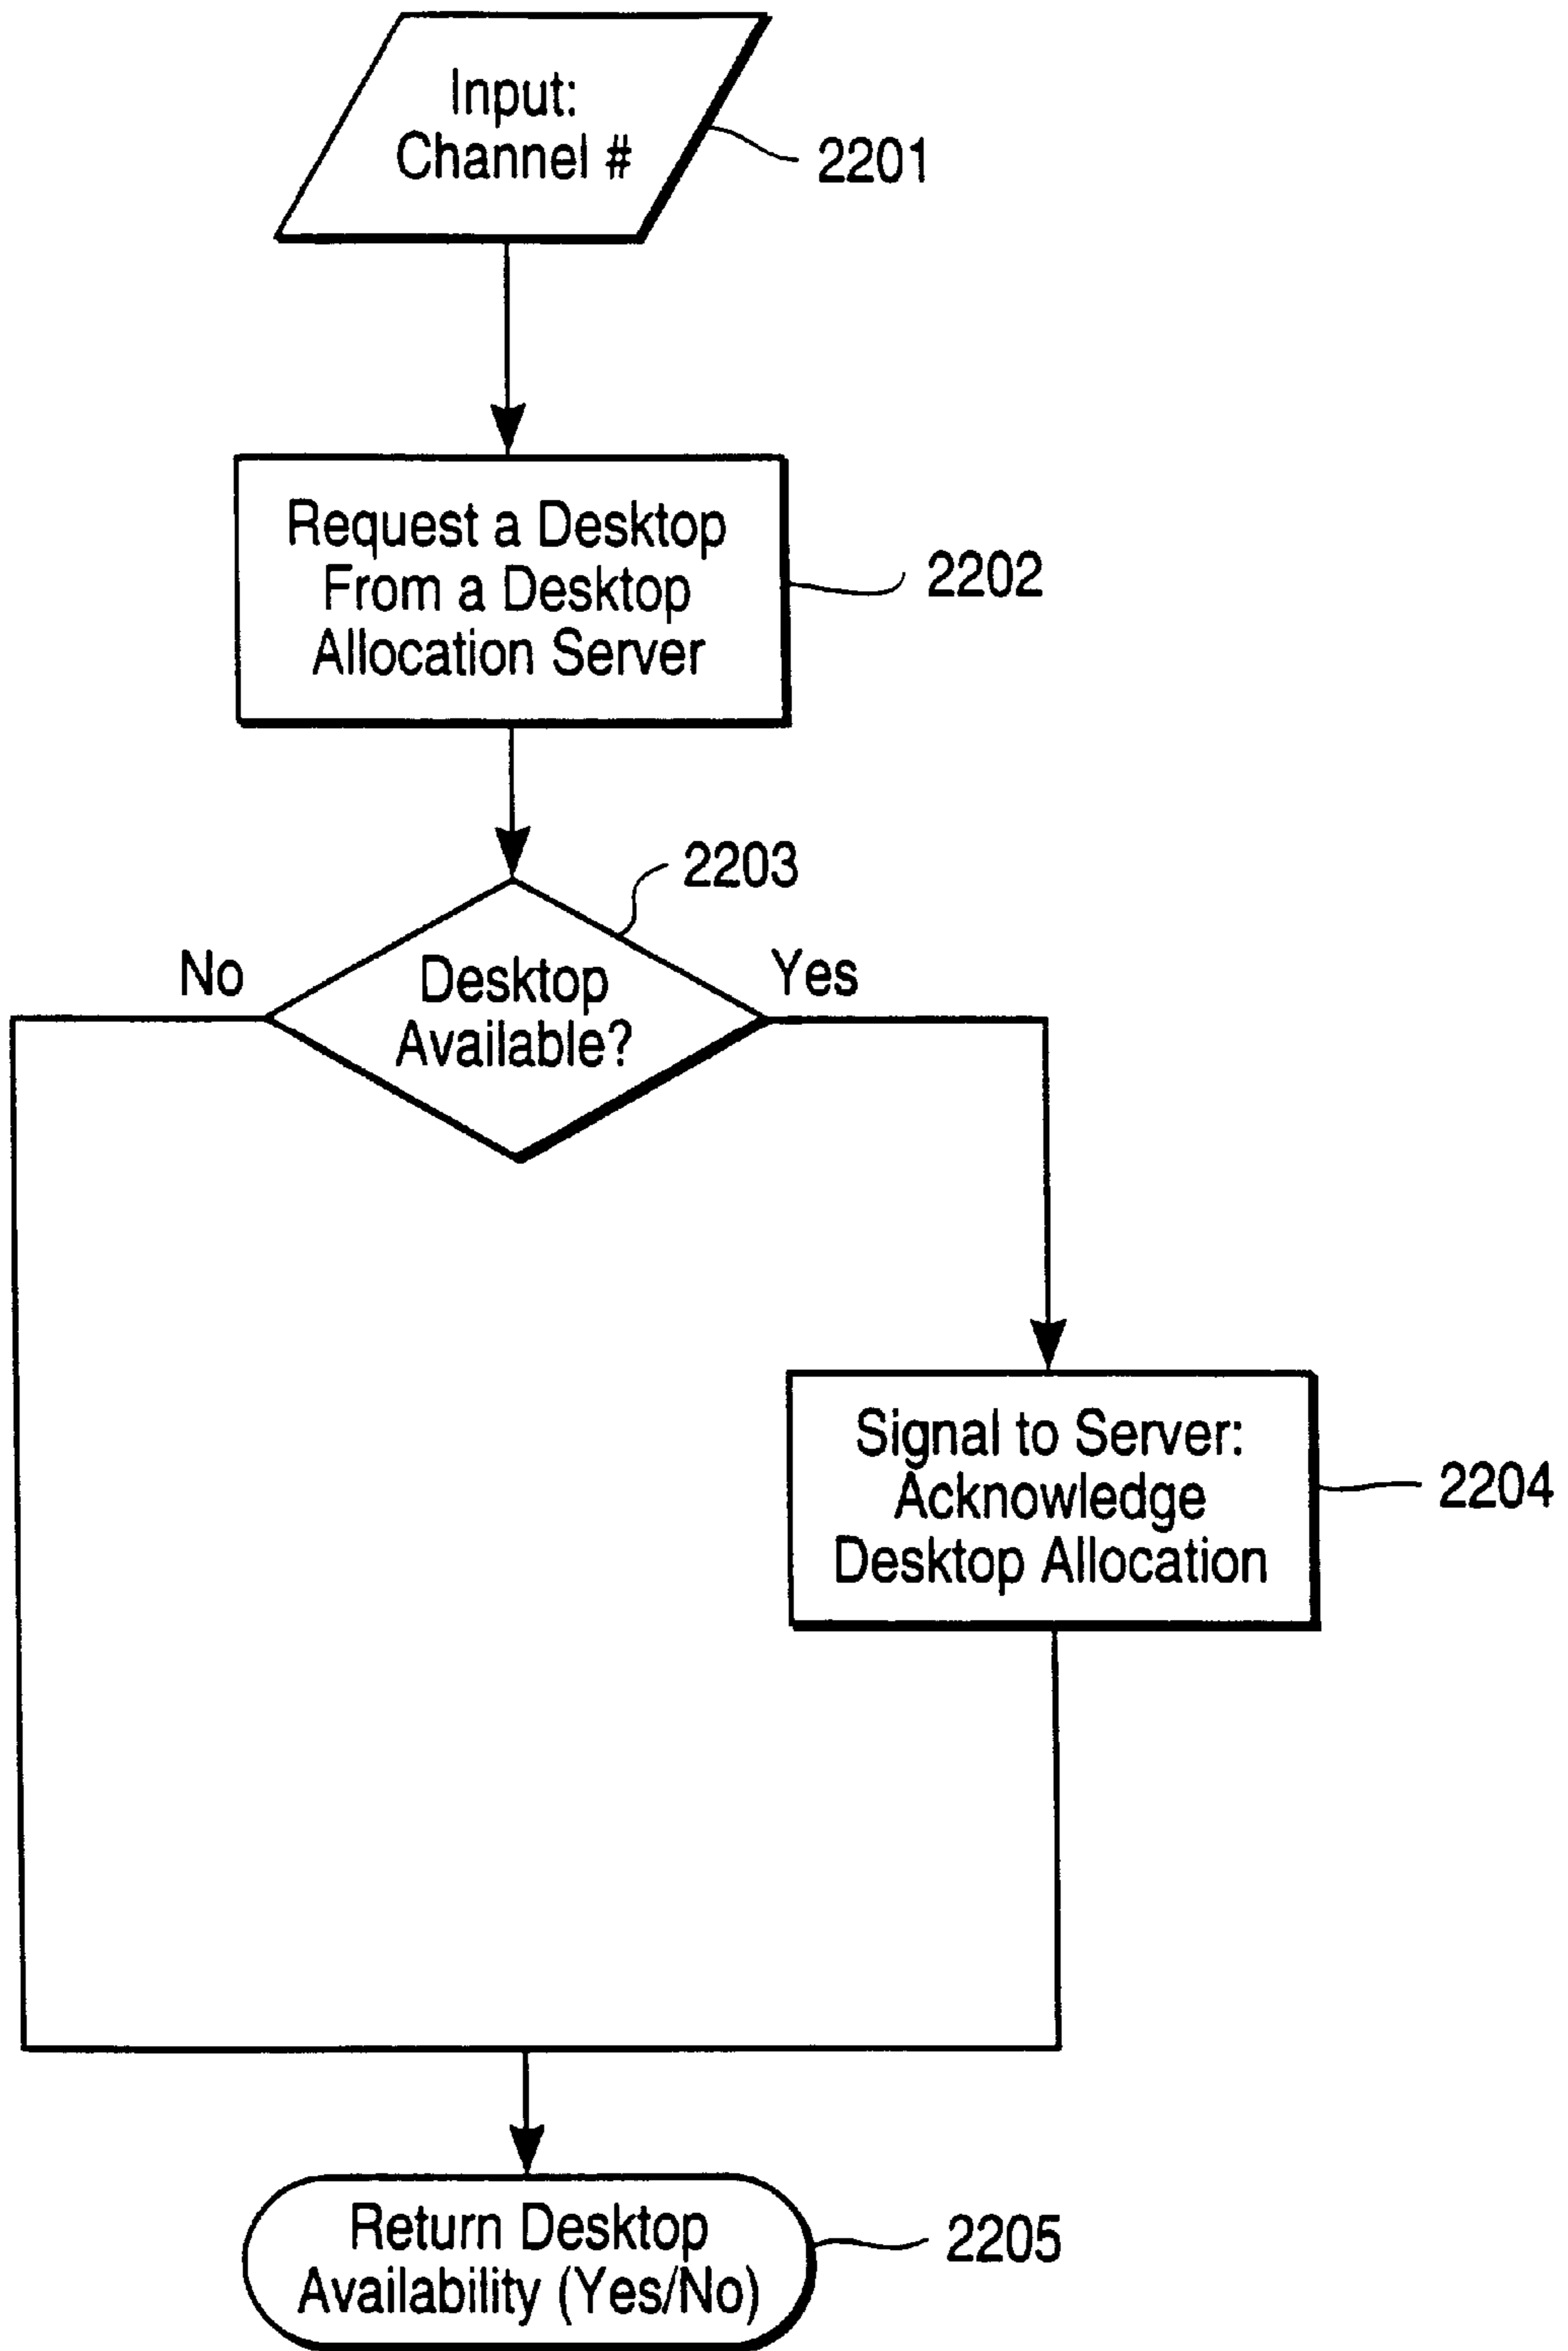 Input:
Channel #
2201
Request a Desktop
From a Desktop
Allocation Server
2202
2203
No
Desktop
Available?
Yes
Signal to Server:
Acknowledge
Desktop Allocation
2204
Return Desktop
Availability (Yes/No)
2205